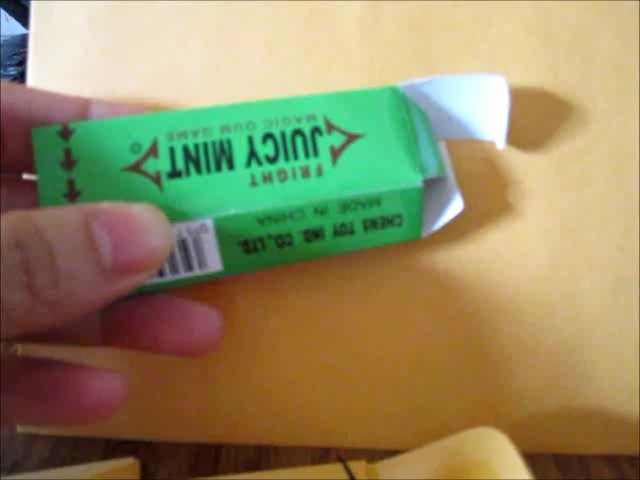 FRIGHT
JUICY MINT
MAGIC GUM GAME
MADE IN CHINA
CHENS TOY IND. CO., LTD.